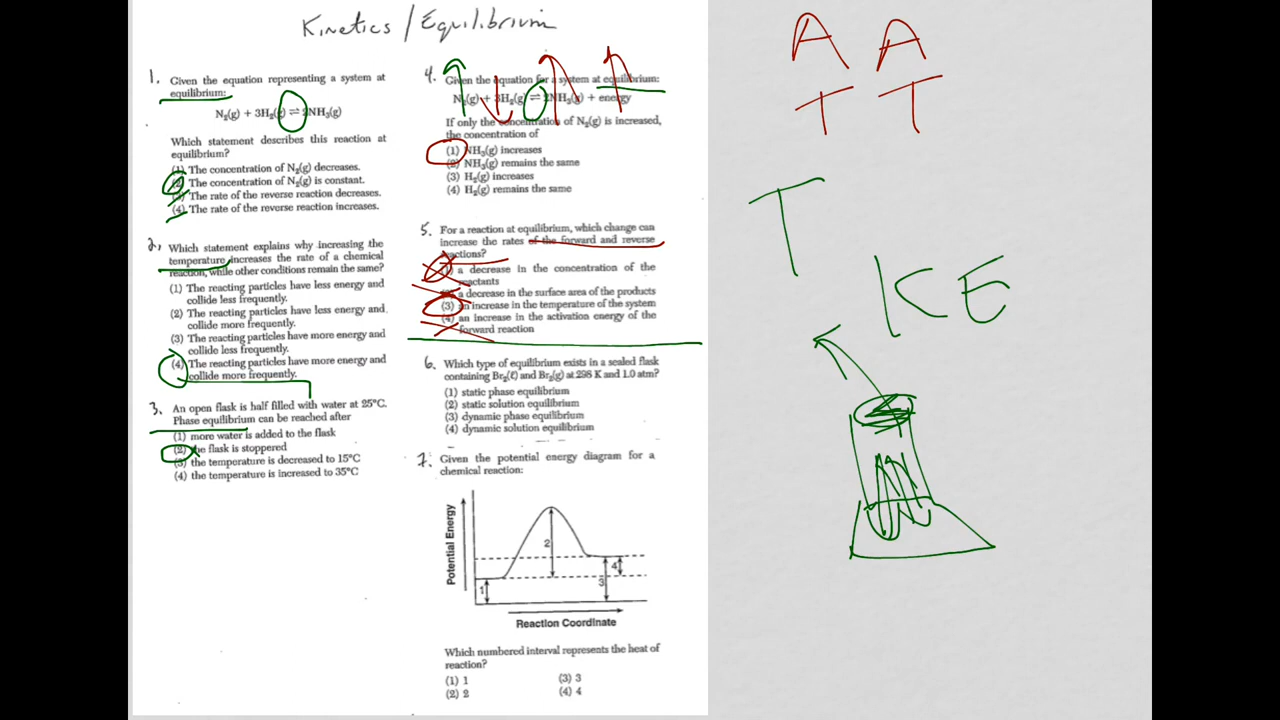 Kinetics / Equilibrium
1. Given the equation representing a system at
equilibrium:
N₂(g) + 3H₂(g) ⇌ 2NH₃(g)
Which statement describes this reaction at
equilibrium?
(1) The concentration of N₂(g) decreases.
(2) The concentration of N₂(g) is constant.
(3) The rate of the reverse reaction decreases.
(4) The rate of the reverse reaction increases.
2. Which statement explains why increasing the
temperature increases the rate of a chemical
reaction, while other conditions remain the same?
(1) The reacting particles have less energy and
collide less frequently.
(2) The reacting particles have less energy and
collide more frequently.
(3) The reacting particles have more energy and
collide less frequently.
(4) The reacting particles have more energy and
collide more frequently.
3. An open flask is half filled with water at 25°C.
Phase equilibrium can be reached after
(1) more water is added to the flask
(2) the flask is stoppered
(3) the temperature is decreased to 15°C
(4) the temperature is increased to 35°C
4. Given the equation for a system at equilibrium:
N₂(g) + 3H₂(g) ⇌ 2NH₃(g) + energy
If only the concentration of N₂(g) is increased,
the concentration of
(1) NH₃(g) increases
(2) NH₃(g) remains the same
(3) H₂(g) increases
(4) H₂(g) remains the same
5. For a reaction at equilibrium, which change can
increase the rates of the forward and reverse
reactions?
(1) a decrease in the concentration of the
reactants
(2) a decrease in the surface area of the products
(3) an increase in the temperature of the system
(4) an increase in the activation energy of the
forward reaction
6. Which type of equilibrium exists in a sealed flask
containing Br₂(ℓ) and Br₂(g) at 298 K and 1.0 atm?
(1) static phase equilibrium
(2) static solution equilibrium
(3) dynamic phase equilibrium
(4) dynamic solution equilibrium
7. Given the potential energy diagram for a
chemical reaction:
Potential Energy
1
2
3
4
Reaction Coordinate
Which numbered interval represents the heat of
reaction?
(1) 1 (3) 3
(2) 2 (4) 4
A A
T T
T
KE